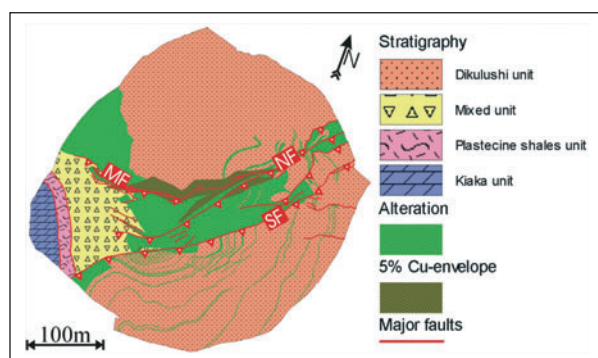 N
Stratigraphy
Dikulushi unit
Mixed unit
Plastecine shales unit
Kiaka unit
Alteration
5% Cu-envelope
Major faults
MF
NF
SF
100m